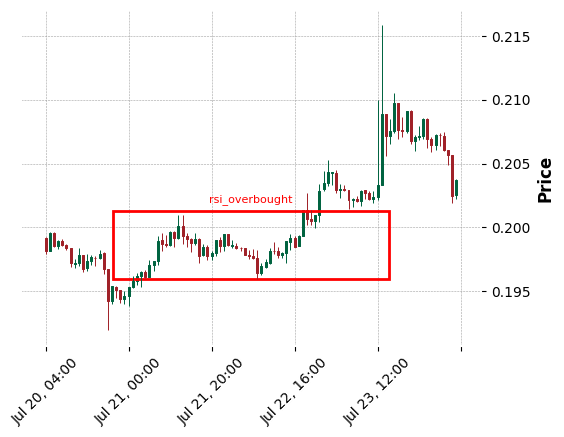 0.215
0.210
0.205
rsi_overbought
0.200
0.195
Price
Jul 20, 04:00
Jul 21, 00:00
Jul 21, 20:00
Jul 22, 16:00
Jul 23, 12:00